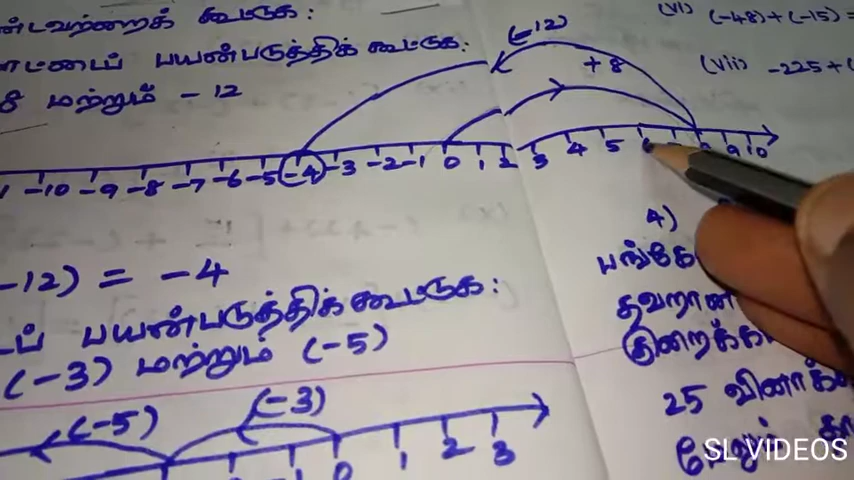 கூட்டுக:
பயன்படுத்திக் கூட்டுக:
8 மற்றும் -12
(-12)
+8
-10 -9 -8 -7 -6 -5 -4 -3 -2 -1 0 1 2 3 4 5 6 8 9 10
-12) = -4
பயன்படுத்திக் கூட்டுக:
(-3) மற்றும் (-5)
(-5) (-3)
0 1 2 3
(vi) (-48)+(-15)=
(vii) -225+(
4)
தவறான
25
SL VIDEOS